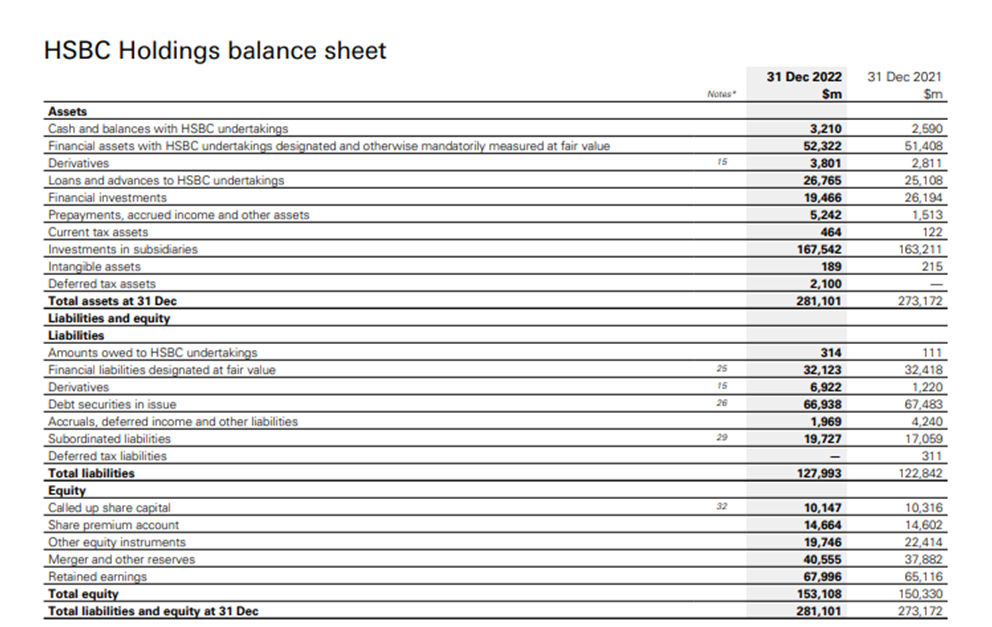 HSBC Holdings balance sheet
31 Dec 2022 31 Dec 2021
Notes* $m $m
Assets
Cash and balances with HSBC undertakings 3,210 2,590
Financial assets with HSBC undertakings designated and otherwise mandatorily measured at fair value 52,322 51,408
Derivatives 15 3,801 2,811
Loans and advances to HSBC undertakings 26,765 25,108
Financial investments 19,466 26,194
Prepayments, accrued income and other assets 5,242 1,513
Current tax assets 464 122
Investments in subsidiaries 167,542 163,211
Intangible assets 189 215
Deferred tax assets 2,100 —
Total assets at 31 Dec 281,101 273,172
Liabilities and equity
Liabilities
Amounts owed to HSBC undertakings 314 111
Financial liabilities designated at fair value 25 32,123 32,418
Derivatives 15 6,922 1,220
Debt securities in issue 26 66,938 67,483
Accruals, deferred income and other liabilities 1,969 4,240
Subordinated liabilities 29 19,727 17,059
Deferred tax liabilities — 311
Total liabilities 127,993 122,842
Equity
Called up share capital 32 10,147 10,316
Share premium account 14,664 14,602
Other equity instruments 19,746 22,414
Merger and other reserves 40,555 37,882
Retained earnings 67,996 65,116
Total equity 153,108 150,330
Total liabilities and equity at 31 Dec 281,101 273,172